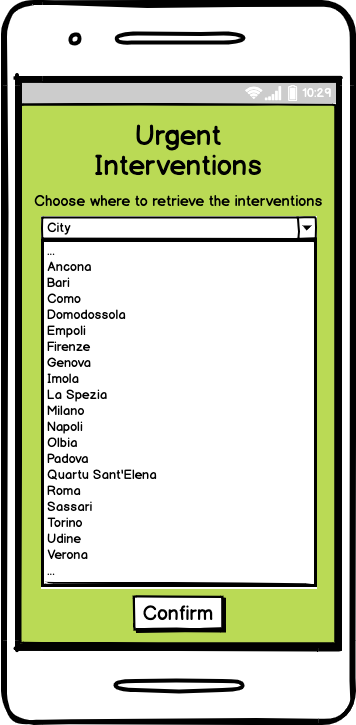 10:29
Urgent
Interventions
Choose where to retrieve the interventions
City
...
Ancona
Bari
Como
Domodossola
Empoli
Firenze
Genova
Imola
La Spezia
Milano
Napoli
Olbia
Padova
Quartu Sant'Elena
Roma
Sassari
Torino
Udine
Verona
...
Confirm